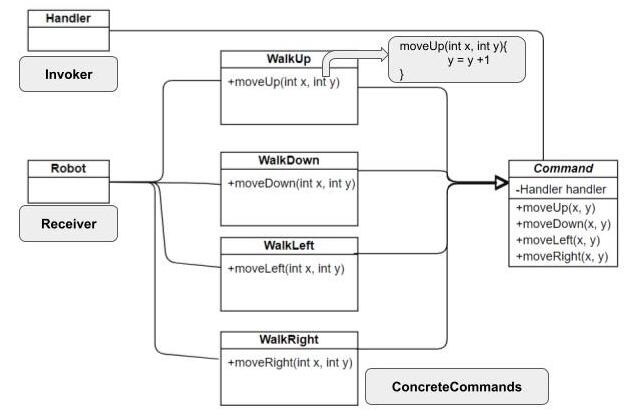 Handler
Invoker
WalkUp
+moveUp(int x, int y)
moveUp(int x, int y){
y = y +1
}
Robot
Receiver
WalkDown
+moveDown(int x, int y)
Command
-Handler handler
+moveUp(x, y)
+moveDown(x, y)
+moveLeft(x, y)
+moveRight(x, y)
WalkLeft
+moveLeft(int x, int y)
WalkRight
+moveRight(int x, int y)
ConcreteCommands